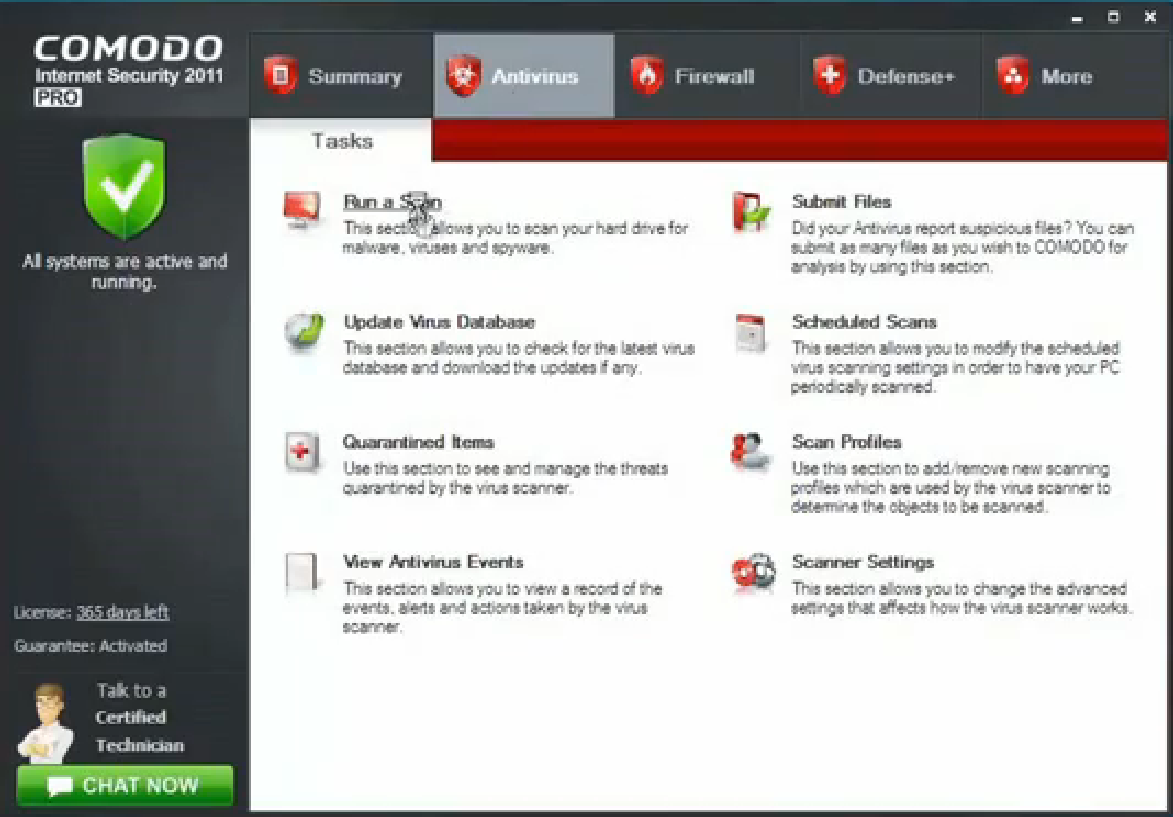 COMODO
Internet Security 2011
PRO
Summary
Antivirus
Firewall
Defense+
More
Tasks
All systems are active and
running.
Run a Scan
This section allows you to scan your hard drive for
malware, viruses and spyware.
Submit Files
Did your Antivirus report suspicious files? You can
submit as many files as you wish to COMODO for
analysis by using this section.
Update Virus Database
This section allows you to check for the latest virus
database and download the updates if any.
Scheduled Scans
This section allows you to modify the scheduled
virus scanning settings in order to have your PC
periodically scanned.
Quarantined Items
Use this section to see and manage the threats
quarantined by the virus scanner.
Scan Profiles
Use this section to add/remove new scanning
profiles which are used by the virus scanner to
determine the objects to be scanned.
View Antivirus Events
This section allows you to view a record of the
events, alerts and actions taken by the virus
scanner.
Scanner Settings
This section allows you to change the advanced
settings that affects how the virus scanner works.
License: 365 days left
Guarantee: Activated
Talk to a
Certified
Technician
CHAT NOW